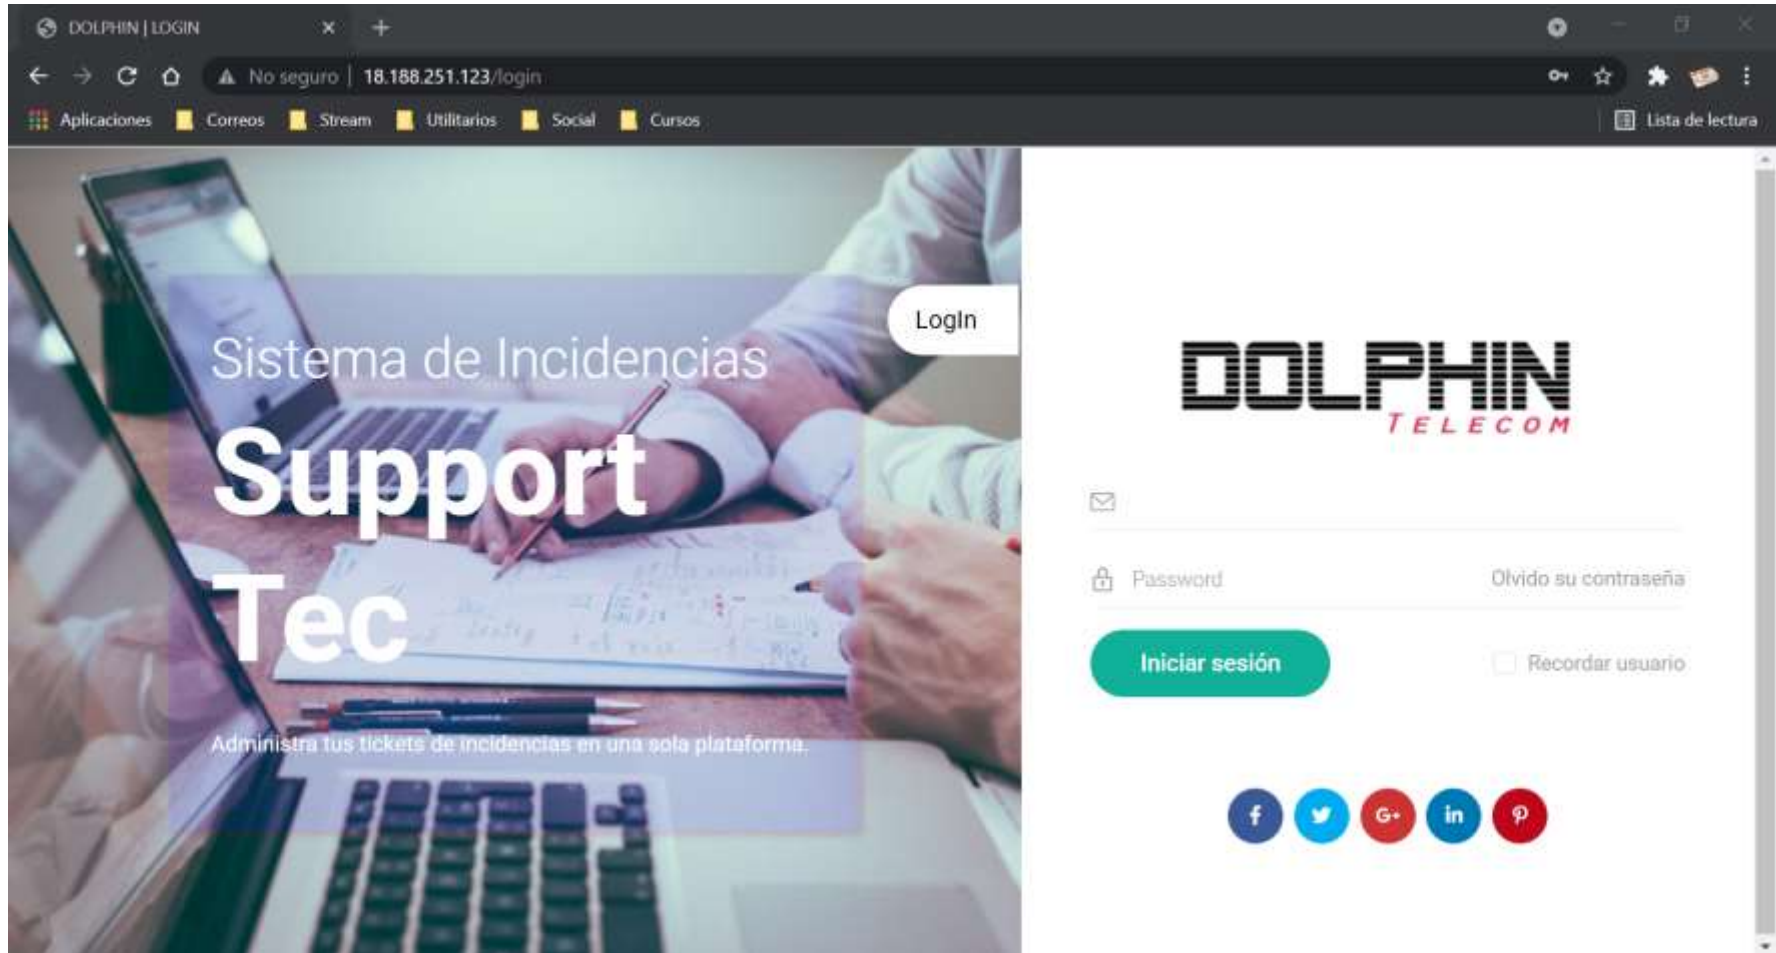 DOLPHIN | LOGIN
No seguro | 18.188.251.123/login
Aplicaciones Correos Stream Utilitarios Social Cursos Lista de lectura
LogIn
Sistema de Incidencias
Support
Tec
Administra tus tickets de incidencias en una sola plataforma.
DOLPHIN
TELECOM
Password Olvido su contraseña
Iniciar sesión Recordar usuario
f G+ in